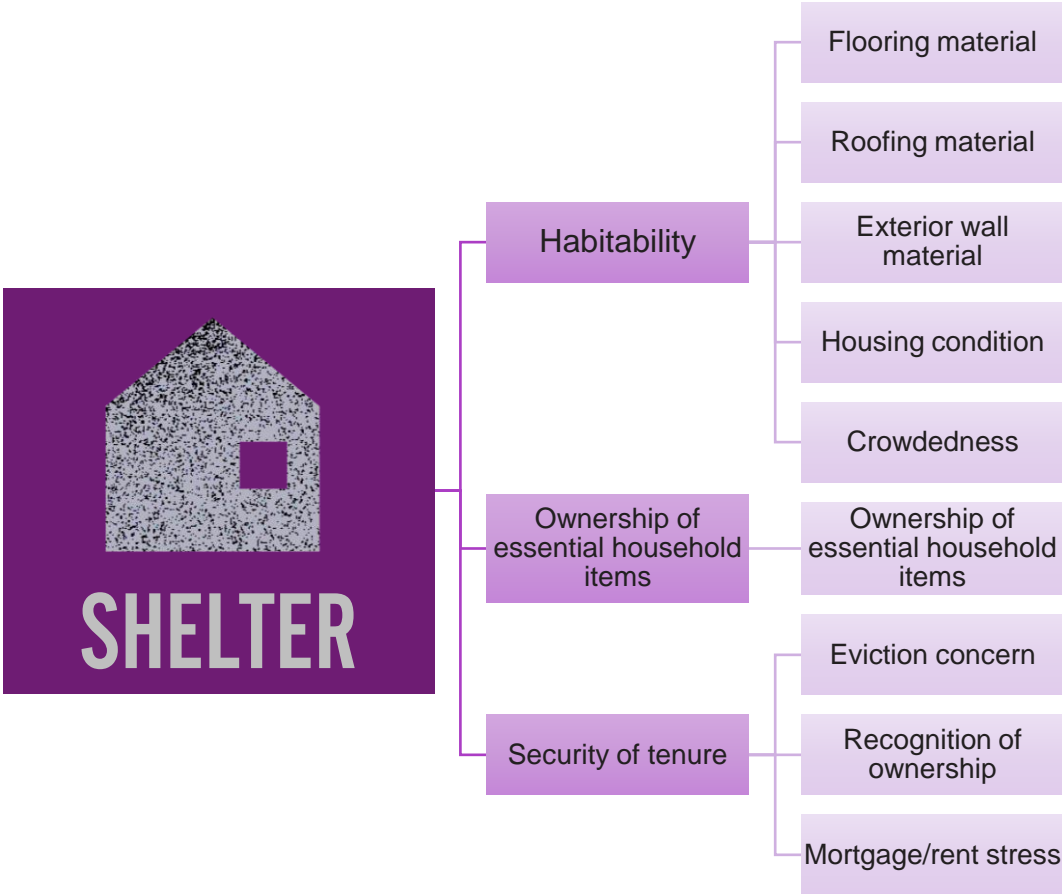 SHELTER
Habitability
Flooring material
Roofing material
Exterior wall
material
Housing condition
Crowdedness
Ownership of
essential household
items
Ownership of
essential household
items
Security of tenure
Eviction concern
Recognition of
ownership
Mortgage/rent stress